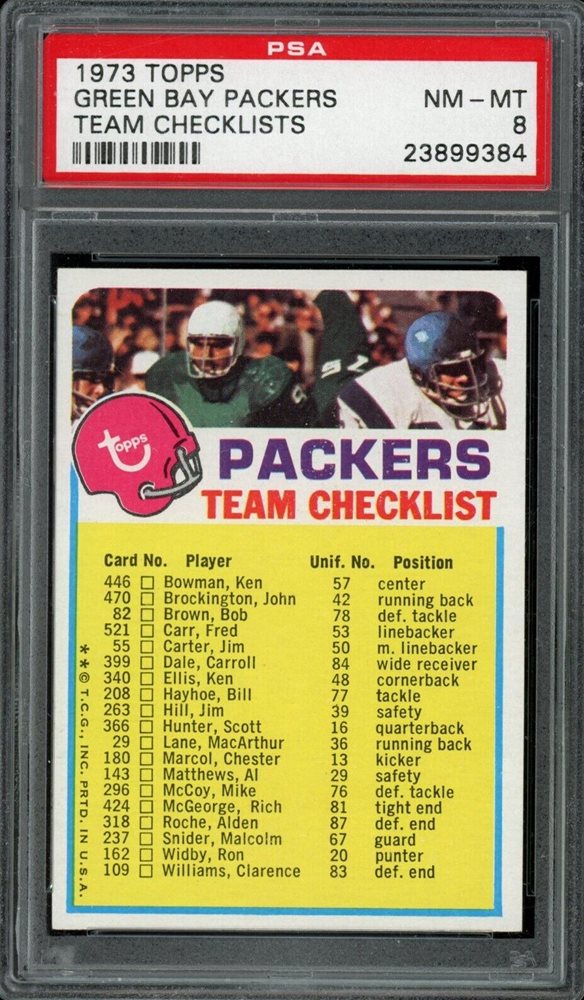 PSA
1973 TOPPS
GREEN BAY PACKERS NM - MT
TEAM CHECKLISTS 8
23899384
57
topps
PACKERS
TEAM CHECKLIST
Card No. Player Unif. No. Position
446 Bowman, Ken 57 center
470 Brockington, John 42 running back
82 Brown, Bob 78 def. tackle
521 Carr, Fred 53 linebacker
55 Carter, Jim 50 m. linebacker
399 Dale, Carroll 84 wide receiver
340 Ellis, Ken 48 cornerback
208 Hayhoe, Bill 77 tackle
263 Hill, Jim 39 safety
366 Hunter, Scott 16 quarterback
29 Lane, MacArthur 36 running back
180 Marcol, Chester 13 kicker
143 Matthews, Al 29 safety
296 McCoy, Mike 76 def. tackle
424 McGeorge, Rich 81 tight end
318 Roche, Alden 87 def. end
237 Snider, Malcolm 67 guard
162 Widby, Ron 20 punter
109 Williams, Clarence 83 def. end
* * © T.C.G., INC. PRTD. IN U.S.A.